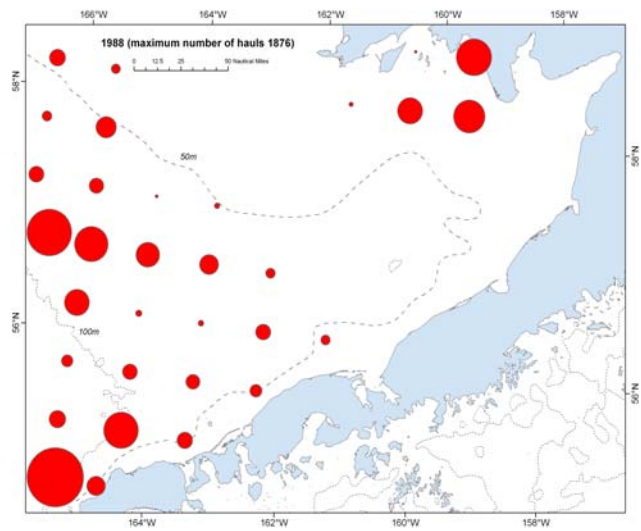 166°W 164°W 162°W 160°W 158°W
1988 (maximum number of hauls 1876)
0 12.5 25 50 Nautical Miles
58°N
58°N
50m
56°N
100m
56°N
164°W 162°W 160°W 158°W